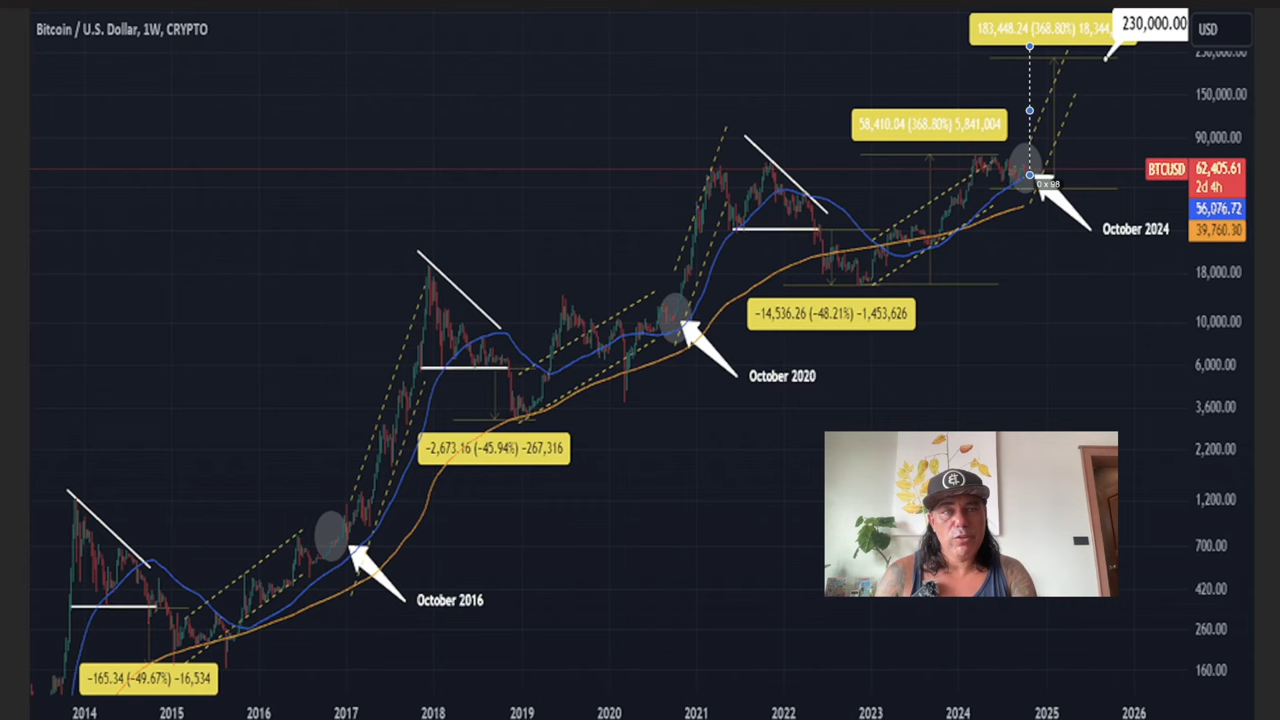 Bitcoin / U.S. Dollar, 1W, CRYPTO
183,448.24 (368.80%) 18,344,
230,000.00
USD
250,000.00
150,000.00
58,410.04 (368.80%) 5,841,004
90,000.00
BTCUSD
62,405.61
2d 4h
0 x 98
56,076.72
October 2024
39,760.30
18,000.00
-14,536.26 (-48.21%) -1,453,626
10,000.00
6,000.00
October 2020
3,600.00
-2,673.16 (-45.94%) -267,316
2,200.00
1,200.00
700.00
420.00
October 2016
260.00
160.00
-165.34 (-49.67%) -16,534
2014 2015 2016 2017 2018 2019 2020 2021 2022 2023 2024 2025 2026